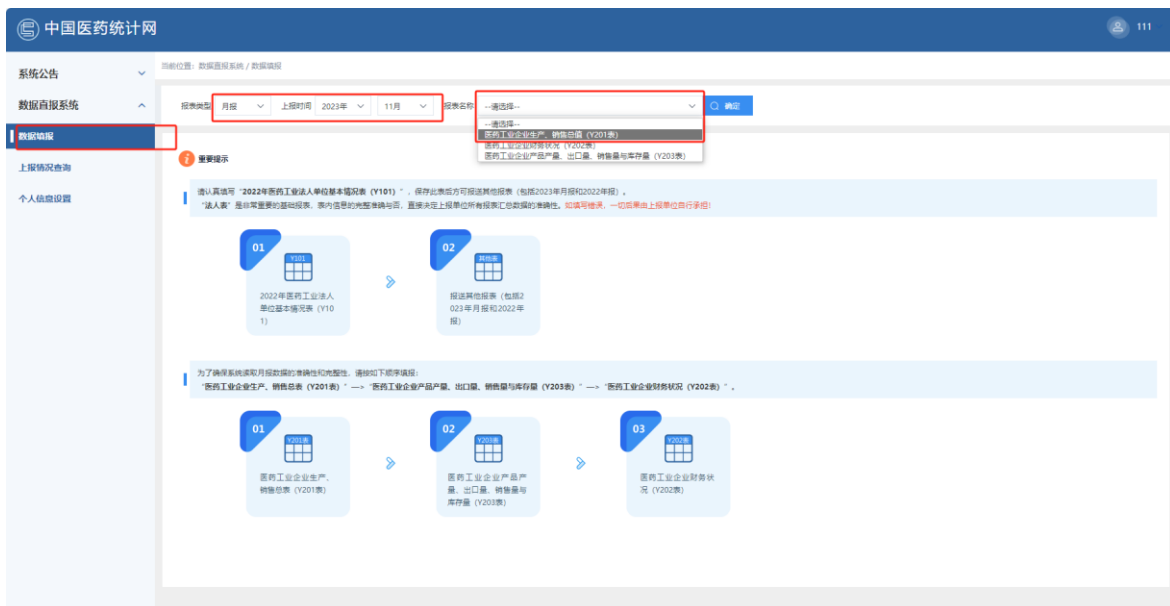 中国医药统计网
111
系统公告
当前位置：数据直报系统 / 数据填报
数据直报系统
报表类型 月报 上报时间 2023年 11月 报表名称 --请选择-- 确定
--请选择--
医药工业企业生产、销售总值（Y201表）
医药工业企业财务状况（Y202表）
医药工业企业产品产量、出口量、销售量与库存量（Y203表）
数据填报
上报情况查询
个人信息设置
重要提示
请认真填写“2022年医药工业法人单位基本情况表（Y101）”，保存此表后方可报送其他报表（包括2023年月报和2022年报）。
“法人表”是非常重要的基础报表，表内信息的完整准确与否，直接决定上报单位所有报表汇总数据的准确性。如填写错误，一切后果由上报单位自行承担！
01
Y101
2022年医药工业法人
单位基本情况表（Y10
1）
02
其他表
报送其他报表（包括2
023年月报和2022年
报）
为了确保系统读取月报数据的准确性和完整性，请按如下顺序填报：
“医药工业企业生产、销售总表（Y201表）”—>“医药工业企业产品产量、出口量、销售量与库存量（Y203表）”—>“医药工业企业财务状况（Y202表）”。
01
Y201表
医药工业企业生产、
销售总表（Y201表）
02
Y203表
医药工业企业产品产
量、出口量、销售量与
库存量（Y203表）
03
Y202表
医药工业企业财务状
况（Y202表）